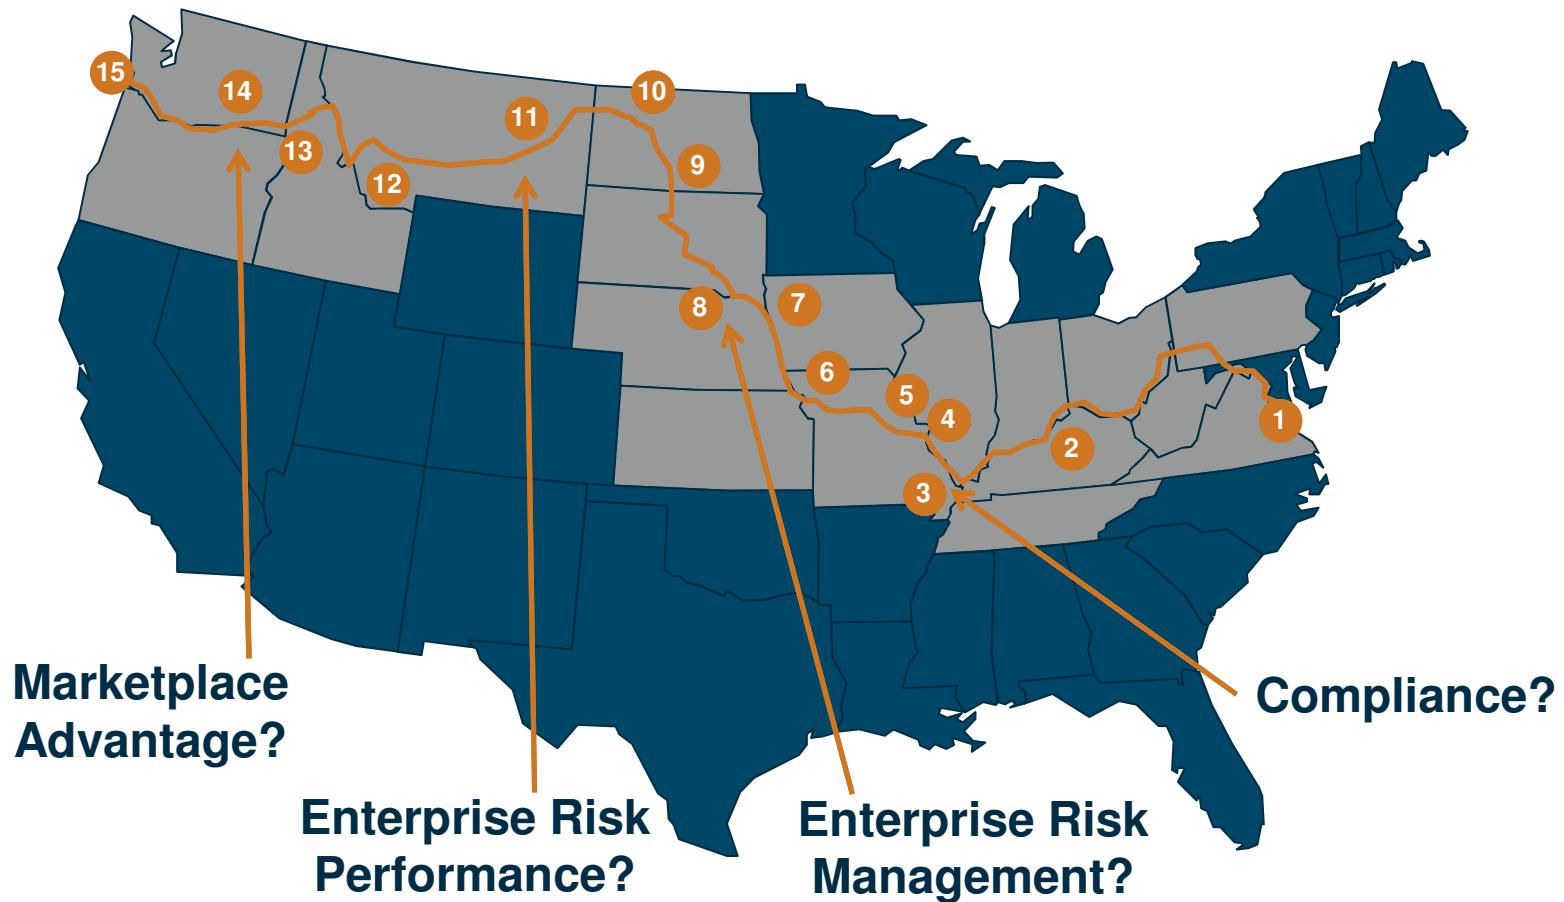 15
14
13
12
11
10
9
8
7
6
5
4
3
2
1
Marketplace
Advantage?
Enterprise Risk
Performance?
Enterprise Risk
Management?
Compliance?